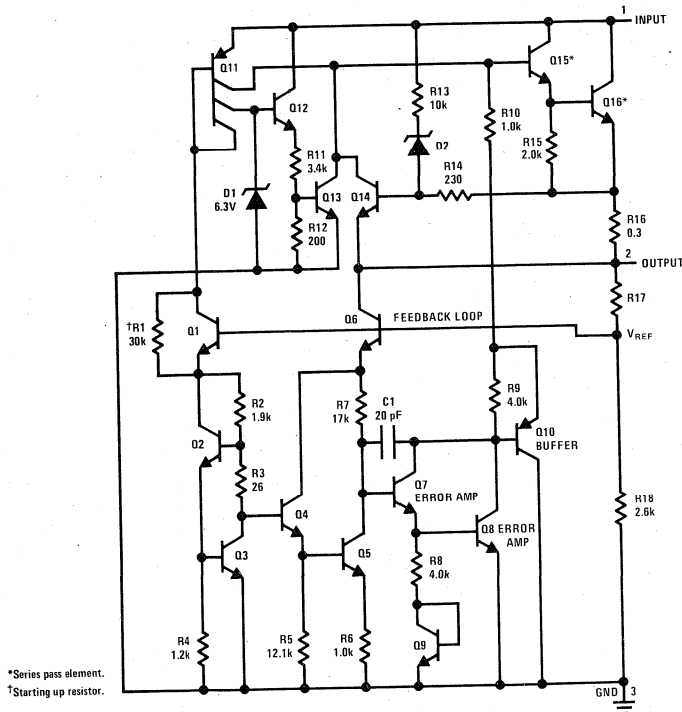 1
INPUT
Q11
Q15*
Q12
R13
10k
Q16*
R10
1.0k
R15
2.0k
R11
3.4k
D2
R14
230
D1
6.3V
Q13
Q14
R12
200
R16
0.3
2
OUTPUT
†R1
30k
Q1
Q6
FEEDBACK LOOP
R17
VREF
R2
1.9k
R7
17k
C1
20 pF
R9
4.0k
Q10
BUFFER
Q2
R3
26
Q7
ERROR AMP
R18
2.6k
Q4
Q8 ERROR
AMP
Q3
Q5
R8
4.0k
R4
1.2k
R5
12.1k
R6
1.0k
Q9
*Series pass element.
†Starting up resistor.
GND 3